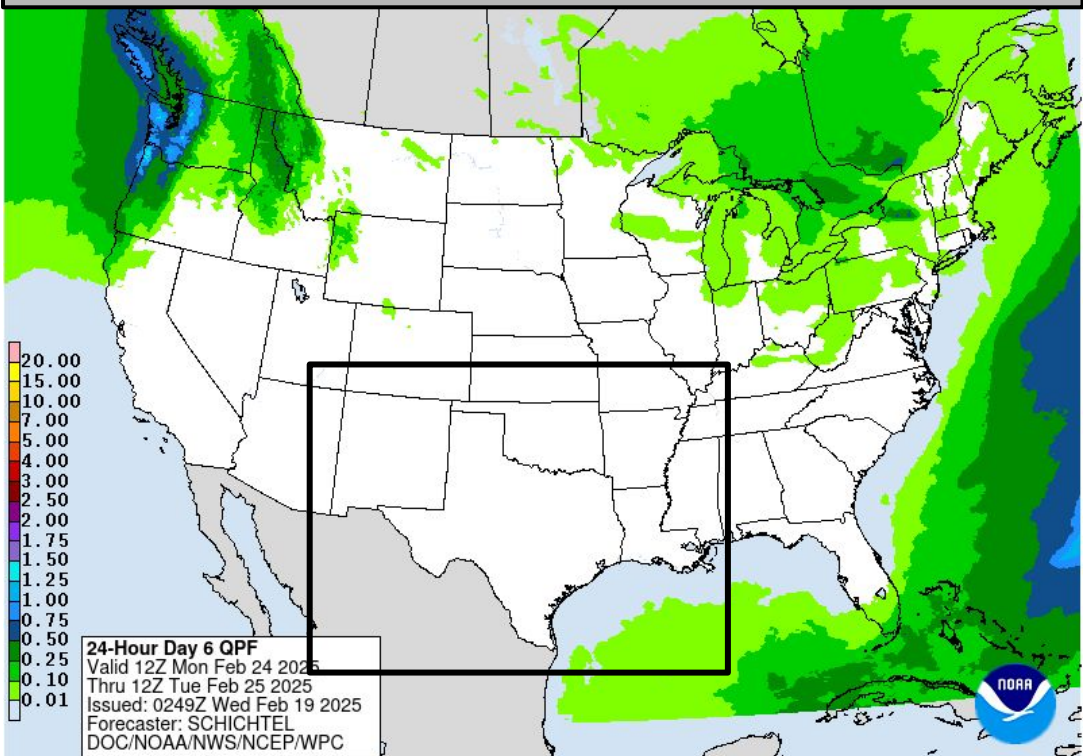 20.00
15.00
10.00
7.00
5.00
4.00
3.00
2.50
2.00
1.75
1.50
1.25
1.00
0.75
0.50
0.25
0.10
0.01
24-Hour Day 6 QPF
Valid 12Z Mon Feb 24 2025
Thru 12Z Tue Feb 25 2025
Issued: 0249Z Wed Feb 19 2025
Forecaster: SCHICHTEL
DOC/NOAA/NWS/NCEP/WPC
NOAA